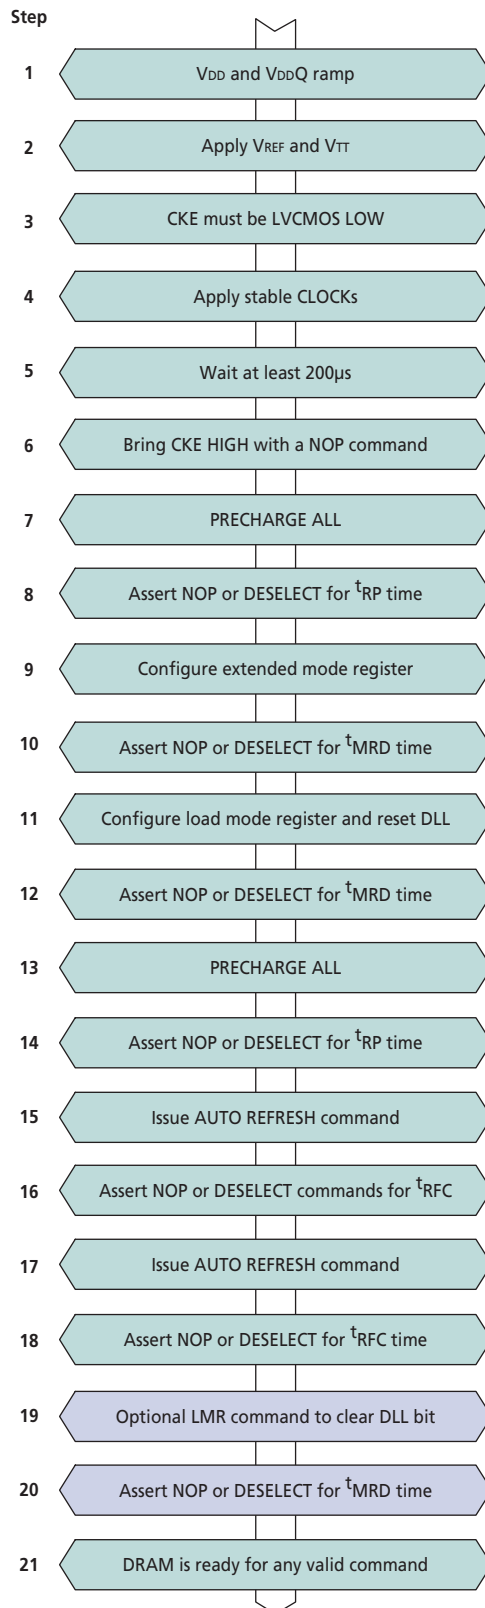 Step
1 VDD and VDDQ ramp
2 Apply VREF and VTT
3 CKE must be LVCMOS LOW
4 Apply stable CLOCKs
5 Wait at least 200μs
6 Bring CKE HIGH with a NOP command
7 PRECHARGE ALL
8 Assert NOP or DESELECT for tRP time
9 Configure extended mode register
10 Assert NOP or DESELECT for tMRD time
11 Configure load mode register and reset DLL
12 Assert NOP or DESELECT for tMRD time
13 PRECHARGE ALL
14 Assert NOP or DESELECT for tRP time
15 Issue AUTO REFRESH command
16 Assert NOP or DESELECT commands for tRFC
17 Issue AUTO REFRESH command
18 Assert NOP or DESELECT for tRFC time
19 Optional LMR command to clear DLL bit
20 Assert NOP or DESELECT for tMRD time
21 DRAM is ready for any valid command